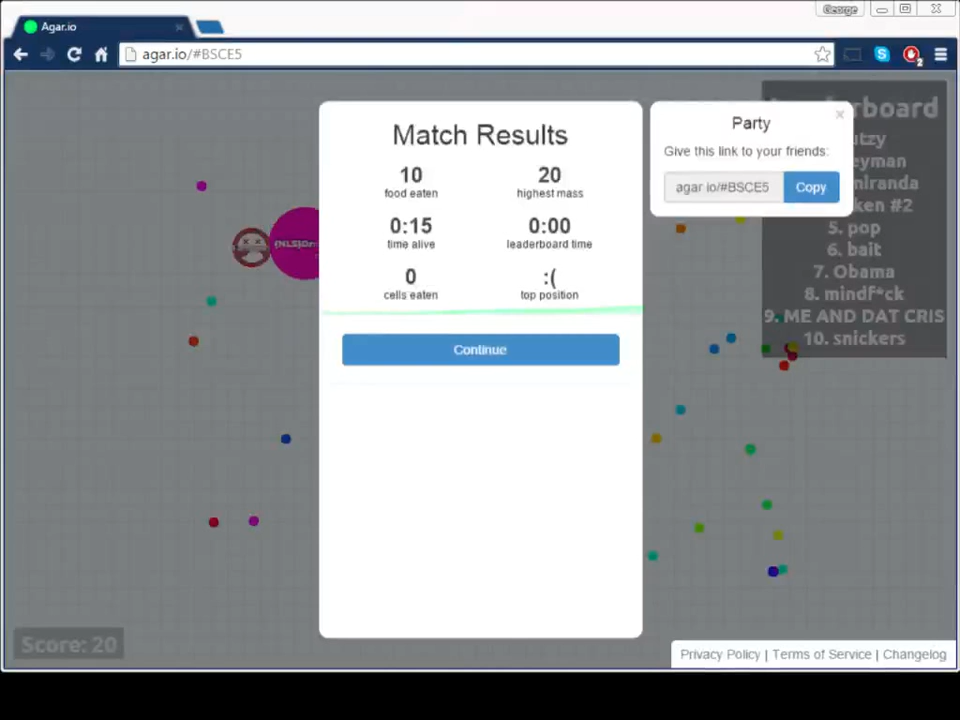 George
Agar.io
agar.io/#BSCE5
2
Match Results
10
food eaten
20
highest mass
0:15
time alive
0:00
leaderboard time
0
cells eaten
:(
top position
Continue
Party
×
Give this link to your friends:
agar io/#BSCE5
Copy
5. pop
6. bait
7. Obama
8. mindf*ck
9. ME AND DAT CRIS
10. snickers
Score: 20
Privacy Policy | Terms of Service | Changelog